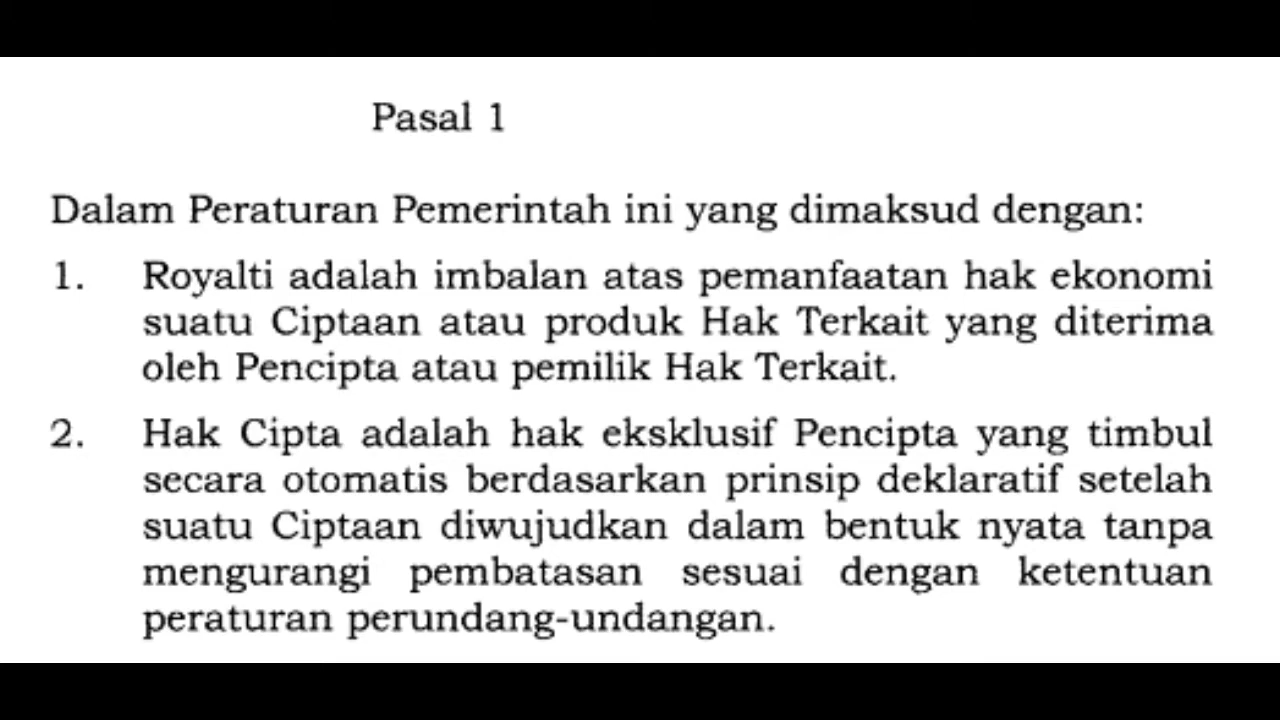 Pasal 1
Dalam Peraturan Pemerintah ini yang dimaksud dengan:
1. Royalti adalah imbalan atas pemanfaatan hak ekonomi
suatu Ciptaan atau produk Hak Terkait yang diterima
oleh Pencipta atau pemilik Hak Terkait.
2. Hak Cipta adalah hak eksklusif Pencipta yang timbul
secara otomatis berdasarkan prinsip deklaratif setelah
suatu Ciptaan diwujudkan dalam bentuk nyata tanpa
mengurangi pembatasan sesuai dengan ketentuan
peraturan perundang-undangan.